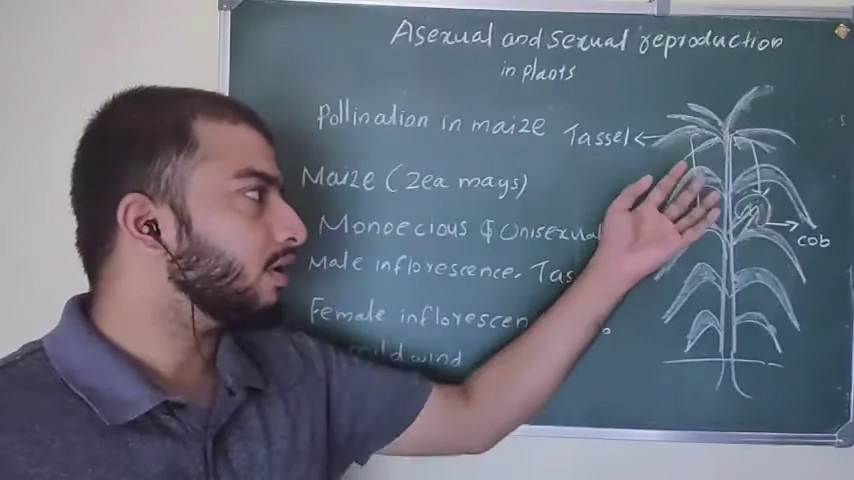 Asexual and sexual reproduction
in plants
Pollination in maize
Tassel
Maize (Zea mays)
Monoecious & Unisexual
cob
Male inflorescence - Tas
Female inflorescen
wind